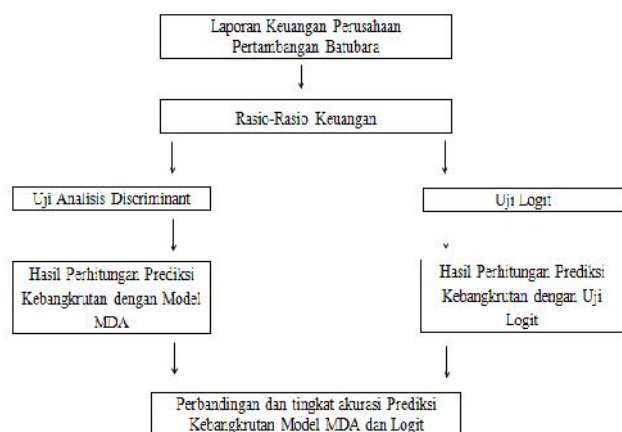 Laporan Keuangan Perusahaan
Pertambangan Batubara
Rasio-Rasio Keuangan
Uji Analisis Discriminant
Uji Logit
Hasil Perhitungan Prediksi
Kebangkrutan dengan Model
MDA
Hasil Perhitungan Prediksi
Kebangkrutan dengan Uji
Logit
Perbandingan dan tingkat akurasi Prediksi
Kebangkrutan Model MDA dan Logit